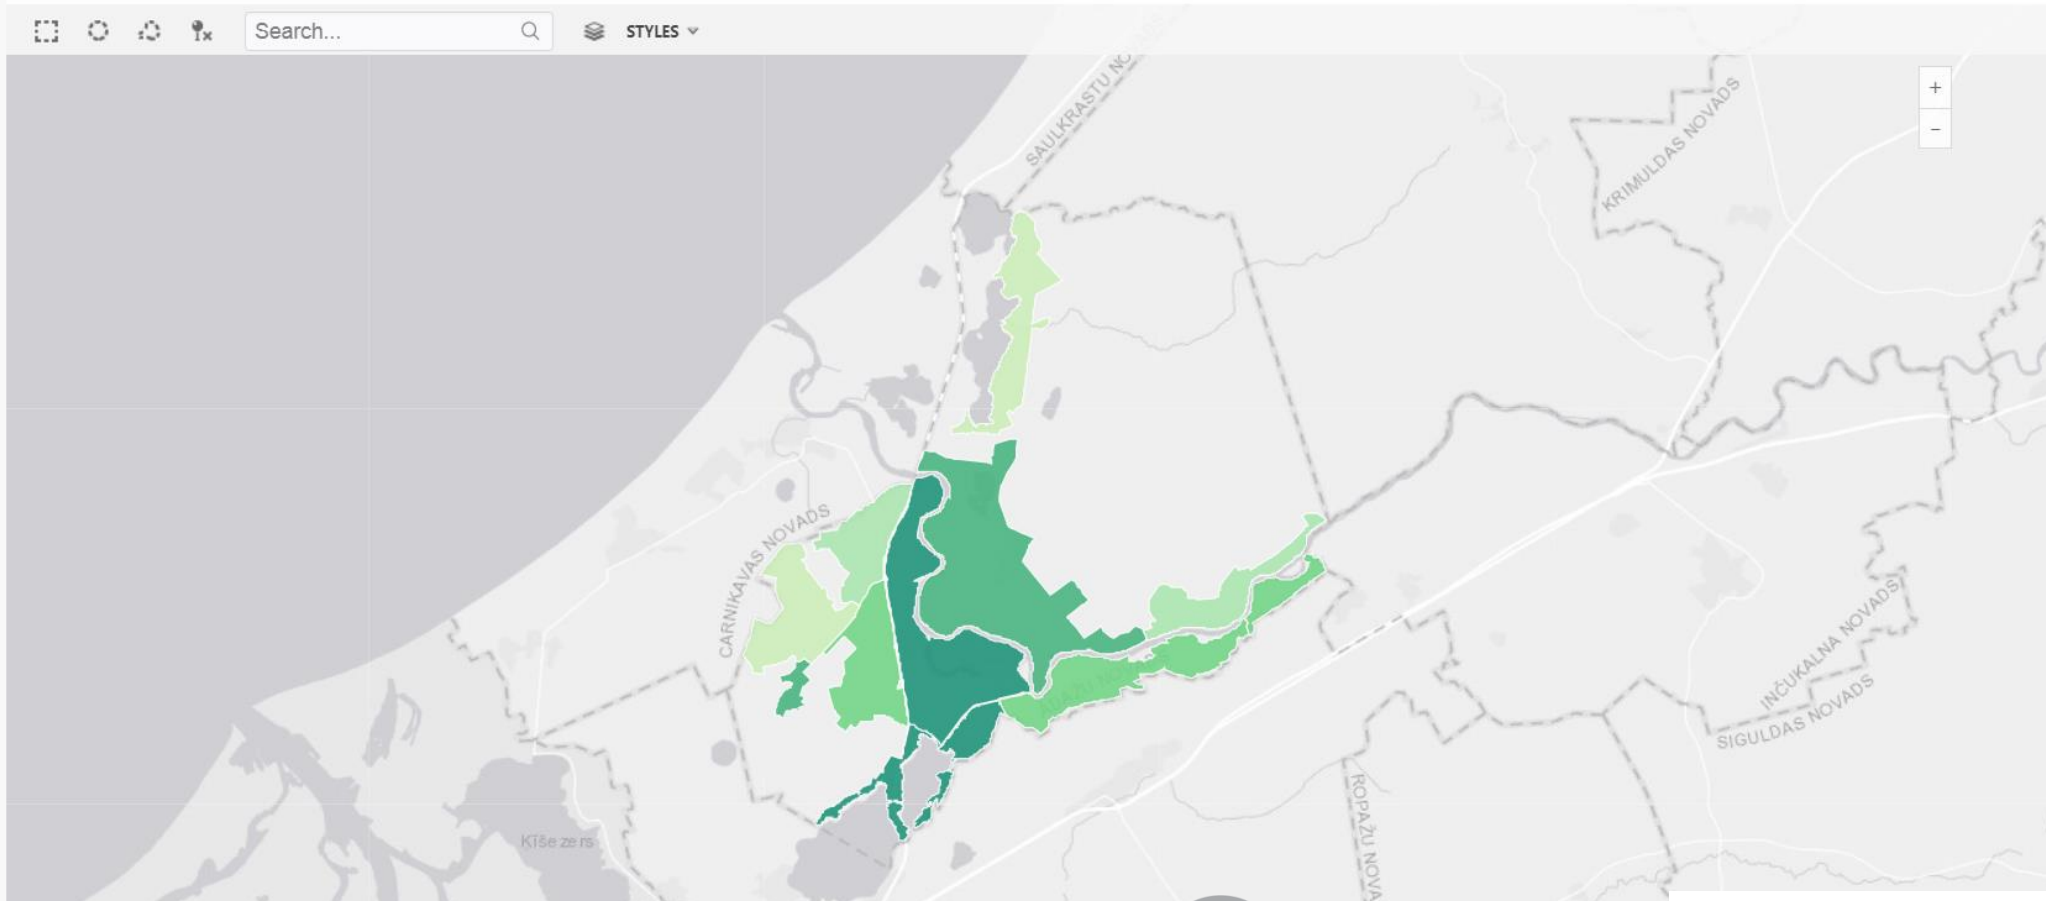 Search...
STYLES
+
−
SAULKRASTU NO
KRIMULDAS NOVADS
CARNIKAVAS NOVADS
INČUKALNA NOVADS
SIGULDAS NOVADS
ROPAŽU NOVA
Ķīšezers